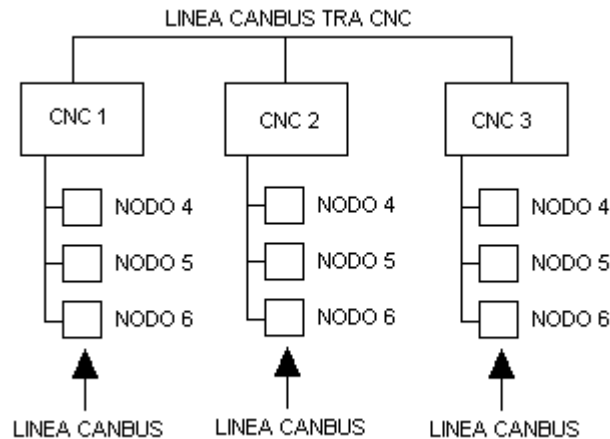 LINEA CANBUS TRA CNC
CNC 1
CNC 2
CNC 3
NODO 4
NODO 4
NODO 4
NODO 5
NODO 5
NODO 5
NODO 6
NODO 6
NODO 6
LINEA CANBUS
LINEA CANBUS
LINEA CANBUS